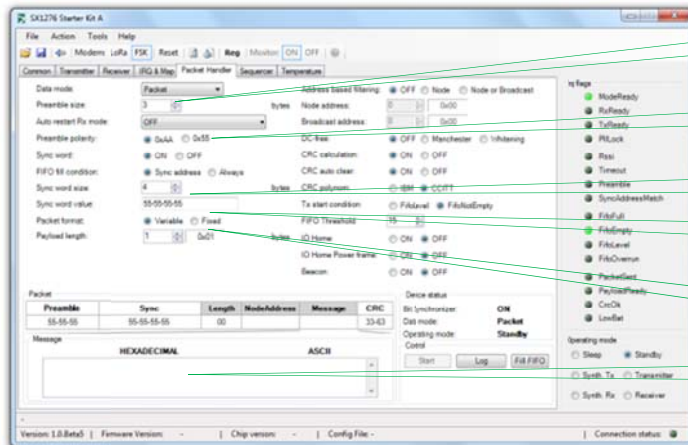 SX1276 Starter Kit A
File Action Tools Help
Modem LoRa FSK Reset Reg Monitor ON OFF
Common Transmitter Receiver IRQ & Map Packet Handler Sequencer Temperature
Data mode: Packet
Preamble size: 3 bytes
Auto restart Rx mode: OFF
Preamble polarity: 0xAA 0x55
Sync word: ON OFF
FIFO fill condition: Sync address Always
Sync word size: 4 bytes
Sync word value: 55-55-55-55
Packet format: Variable Fixed
Payload length: 1 0x01 bytes
Address based filtering: OFF Node Node or Broadcast
Node address: 0 0x00
Broadcast address: 0 0x00
DC-free: OFF Manchester Whitening
CRC calculation: ON OFF
CRC auto clear: ON OFF
CRC polynom: IBM CCITT
Tx start condition: FifoLevel FifoNotEmpty
FIFO Threshold: 15
IO Home: ON OFF
IO Home Power frame: ON OFF
Beacon: ON OFF
Irq flags
ModeReady
RxReady
TxReady
PllLock
Rssi
Timeout
Preamble
SyncAddressMatch
FifoFull
FifoEmpty
FifoLevel
FifoOverrun
PacketSent
PayloadReady
CrcOk
LowBat
Packet
Preamble Sync Length NodeAddress Message CRC
55-55-55 55-55-55-55 00 33-63
Message
HEXADECIMAL ASCII
Device status
Bit Synchronizer: ON
Data mode: Packet
Operating mode: Standby
Control
Start Log Fill FIFO
Operating mode
Sleep Standby
Synth. Tx Transmitter
Synth. Rx Receiver
-
Version: 1.0.Beta5 | Firmware Version: - | Chip version: - | Config File: - | Connection status: